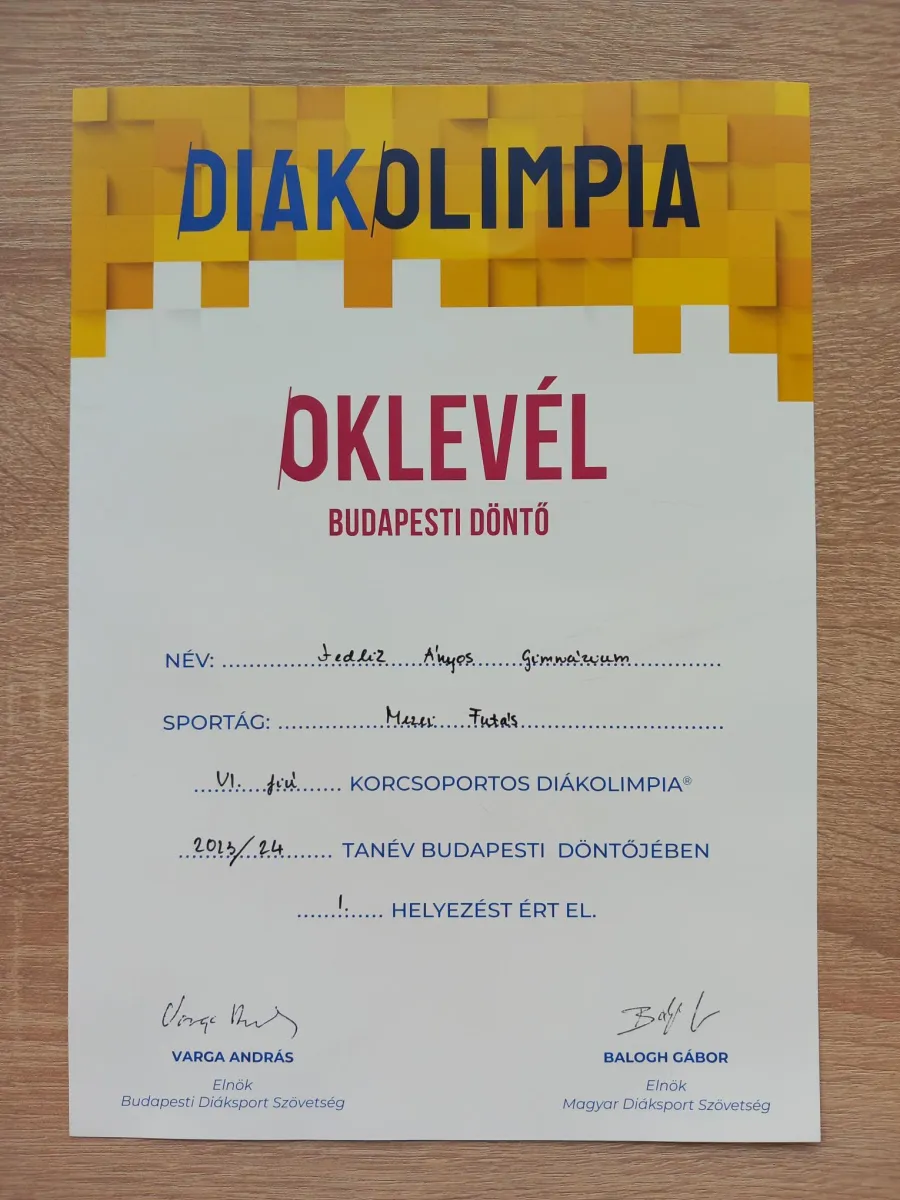 DIÁKOLIMPIA
OKLEVÉL
BUDAPESTI DÖNTŐ
NÉV: Jedlik Ányos Gimnázium
SPORTÁG: Mezei Futás
VI. fiú KORCSOPORTOS DIÁKOLIMPIA®
2023/24 TANÉV BUDAPESTI DÖNTŐJÉBEN
I. HELYEZÉST ÉRT EL.
VARGA ANDRÁS
Elnök
Budapesti Diáksport Szövetség
BALOGH GÁBOR
Elnök
Magyar Diáksport Szövetség